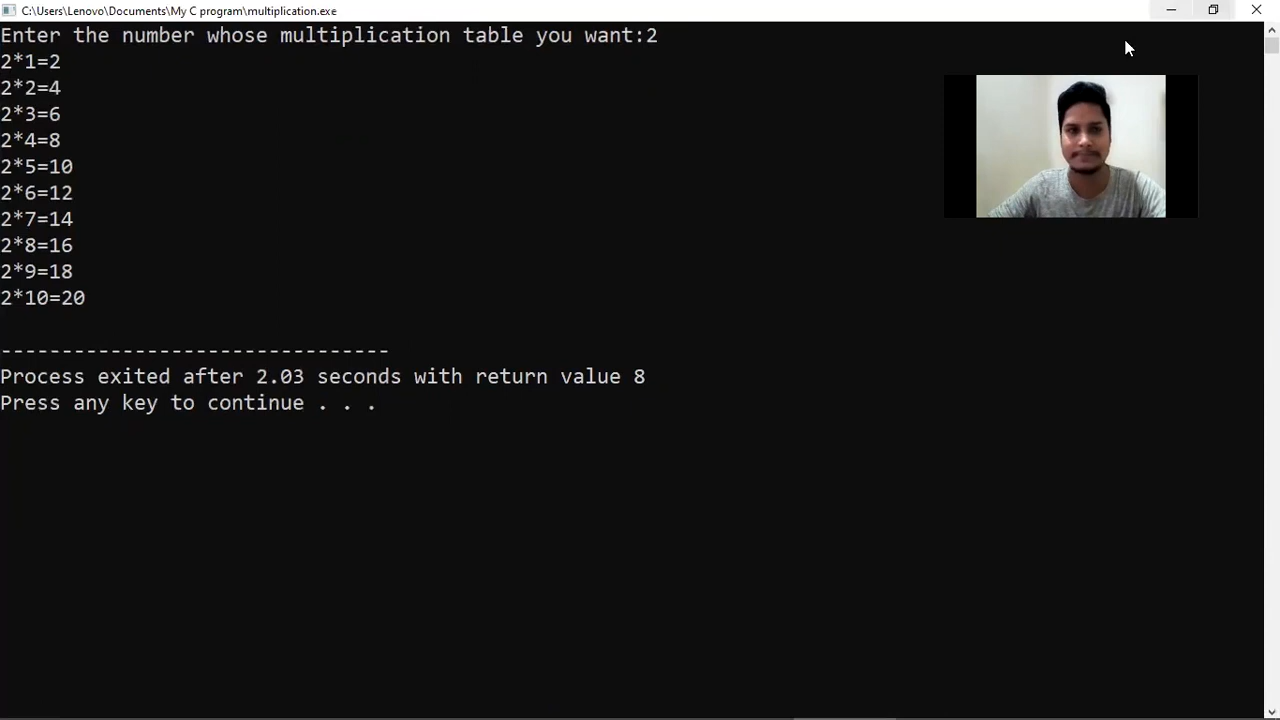 C:\Users\Lenovo\Documents\My C program\multiplication.exe
Enter the number whose multiplication table you want:2
2*1=2
2*2=4
2*3=6
2*4=8
2*5=10
2*6=12
2*7=14
2*8=16
2*9=18
2*10=20
--------------------------------
Process exited after 2.03 seconds with return value 8
Press any key to continue . . .